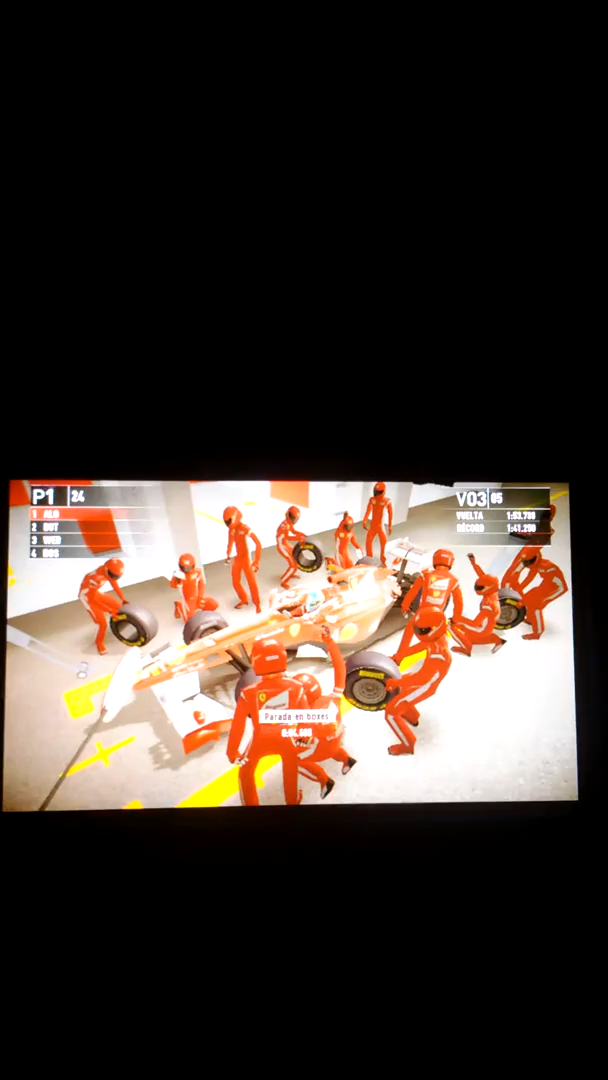 P1 24
1 ALO
2 BUT
3 WEB
4 ROS
V03 05
VUELTA 1:53.788
RÉCORD 1:41.290
Parada en boxes